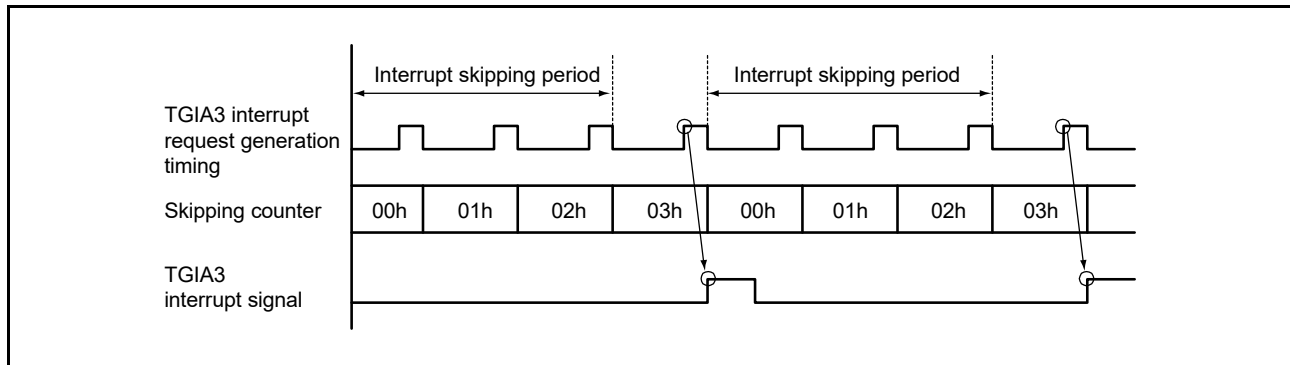 Interrupt skipping period Interrupt skipping period
TGIA3 interrupt
request generation
timing
Skipping counter 00h 01h 02h 03h 00h 01h 02h 03h
TGIA3
interrupt signal